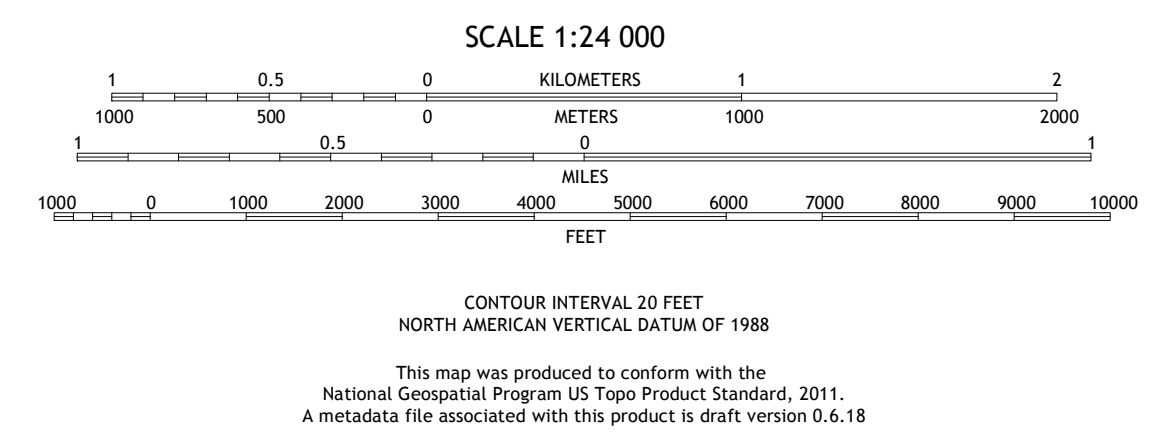 SCALE 1:24 000
1 0.5 0 KILOMETERS 1 2
1000 500 0 METERS 1000 2000
1 0.5 0 1
MILES
1000 0 1000 2000 3000 4000 5000 6000 7000 8000 9000 10000
FEET
CONTOUR INTERVAL 20 FEET
NORTH AMERICAN VERTICAL DATUM OF 1988
This map was produced to conform with the
National Geospatial Program US Topo Product Standard, 2011.
A metadata file associated with this product is draft version 0.6.18